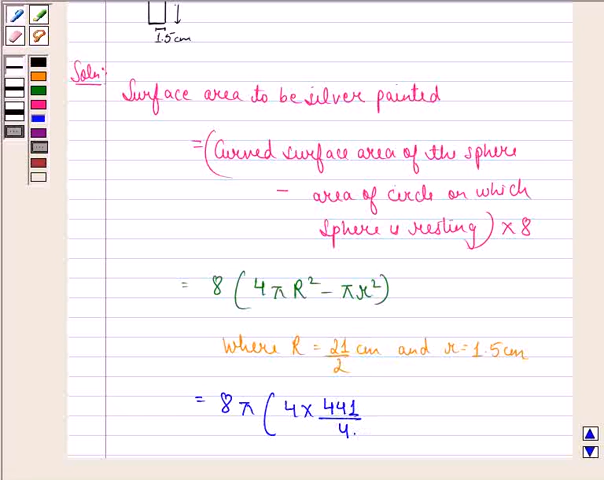 1.5cm
Soln:
Surface area to be silver painted
= (Curved surface area of the sphere
- area of circle on which
sphere is resting) × 8
= 8 (4πR² - πr²)
where R = 21/2 cm and r = 1.5cm
= 8π (4 × 441/4.